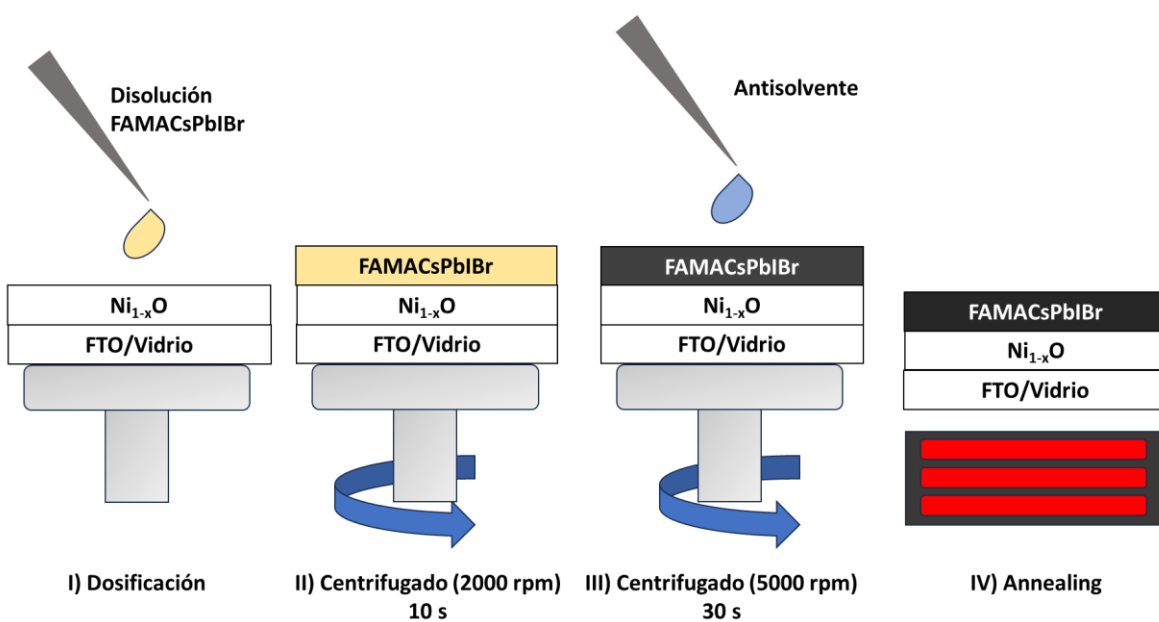 Disolución
FAMACsPbIBr
Antisolvente
Ni₁₋ₓO
FTO/Vidrio
FAMACsPbIBr
Ni₁₋ₓO
FTO/Vidrio
FAMACsPbIBr
Ni₁₋ₓO
FTO/Vidrio
FAMACsPbIBr
Ni₁₋ₓO
FTO/Vidrio
I) Dosificación
II) Centrifugado (2000 rpm)
10 s
III) Centrifugado (5000 rpm)
30 s
IV) Annealing